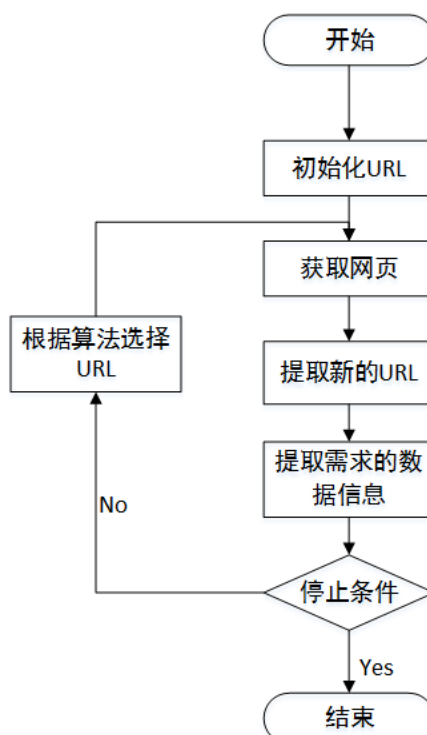 开始
初始化URL
获取网页
根据算法选择
URL
提取新的URL
提取需求的数
据信息
No
停止条件
Yes
结束